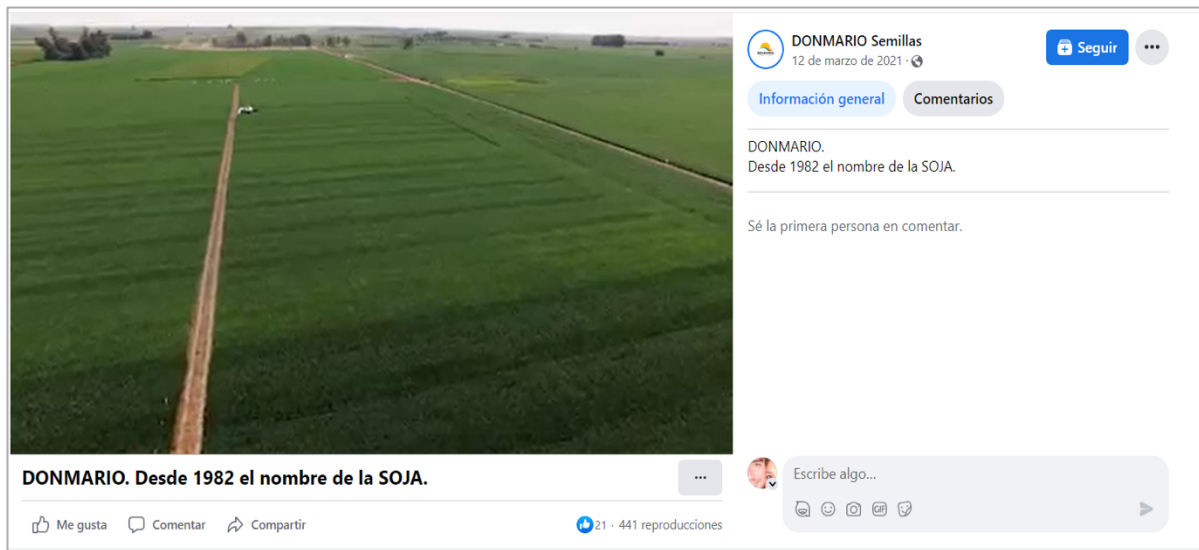 DONMARIO Semillas
12 de marzo de 2021 ·
Seguir
Información general
Comentarios
DONMARIO.
Desde 1982 el nombre de la SOJA.
Sé la primera persona en comentar.
DONMARIO. Desde 1982 el nombre de la SOJA.
Me gusta
Comentar
Compartir
21 · 441 reproducciones
Escribe algo...
GIF